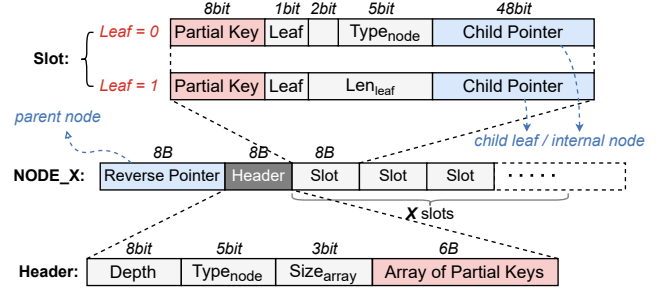 8bit 1bit 2bit 5bit 48bit
Leaf = 0 Partial Key Leaf Typenode Child Pointer
Slot:
Leaf = 1 Partial Key Leaf Lenleaf Child Pointer
parent node
child leaf / internal node
8B 8B 8B
NODE_X: Reverse Pointer Header Slot Slot Slot ·····
X slots
8bit 5bit 3bit 6B
Header: Depth Typenode Sizearray Array of Partial Keys